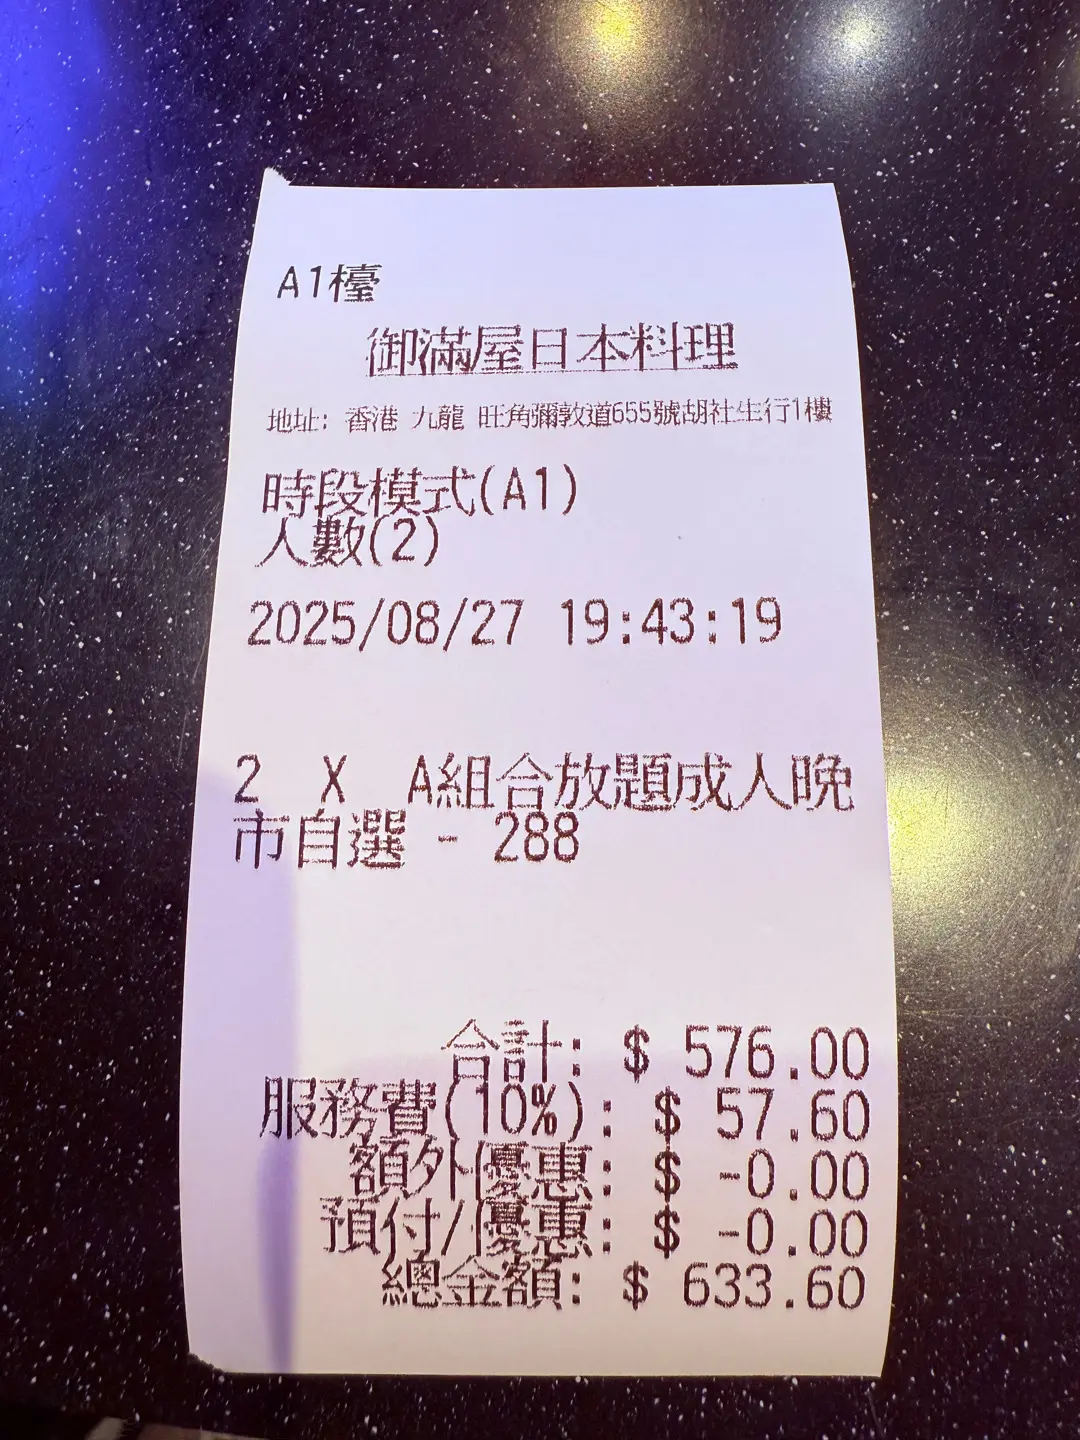 A1檯
御滿屋日本料理
地址: 香港 九龍 旺角彌敦道655號胡社生行1樓
時段模式(A1)
人數(2)
2025/08/27 19:43:19
2 X A組合放題成人晚
市自選 - 288
合計: $ 576.00
服務費(10%): $ 57.60
額外優惠: $ -0.00
預付/優惠: $ -0.00
總金額: $ 633.60